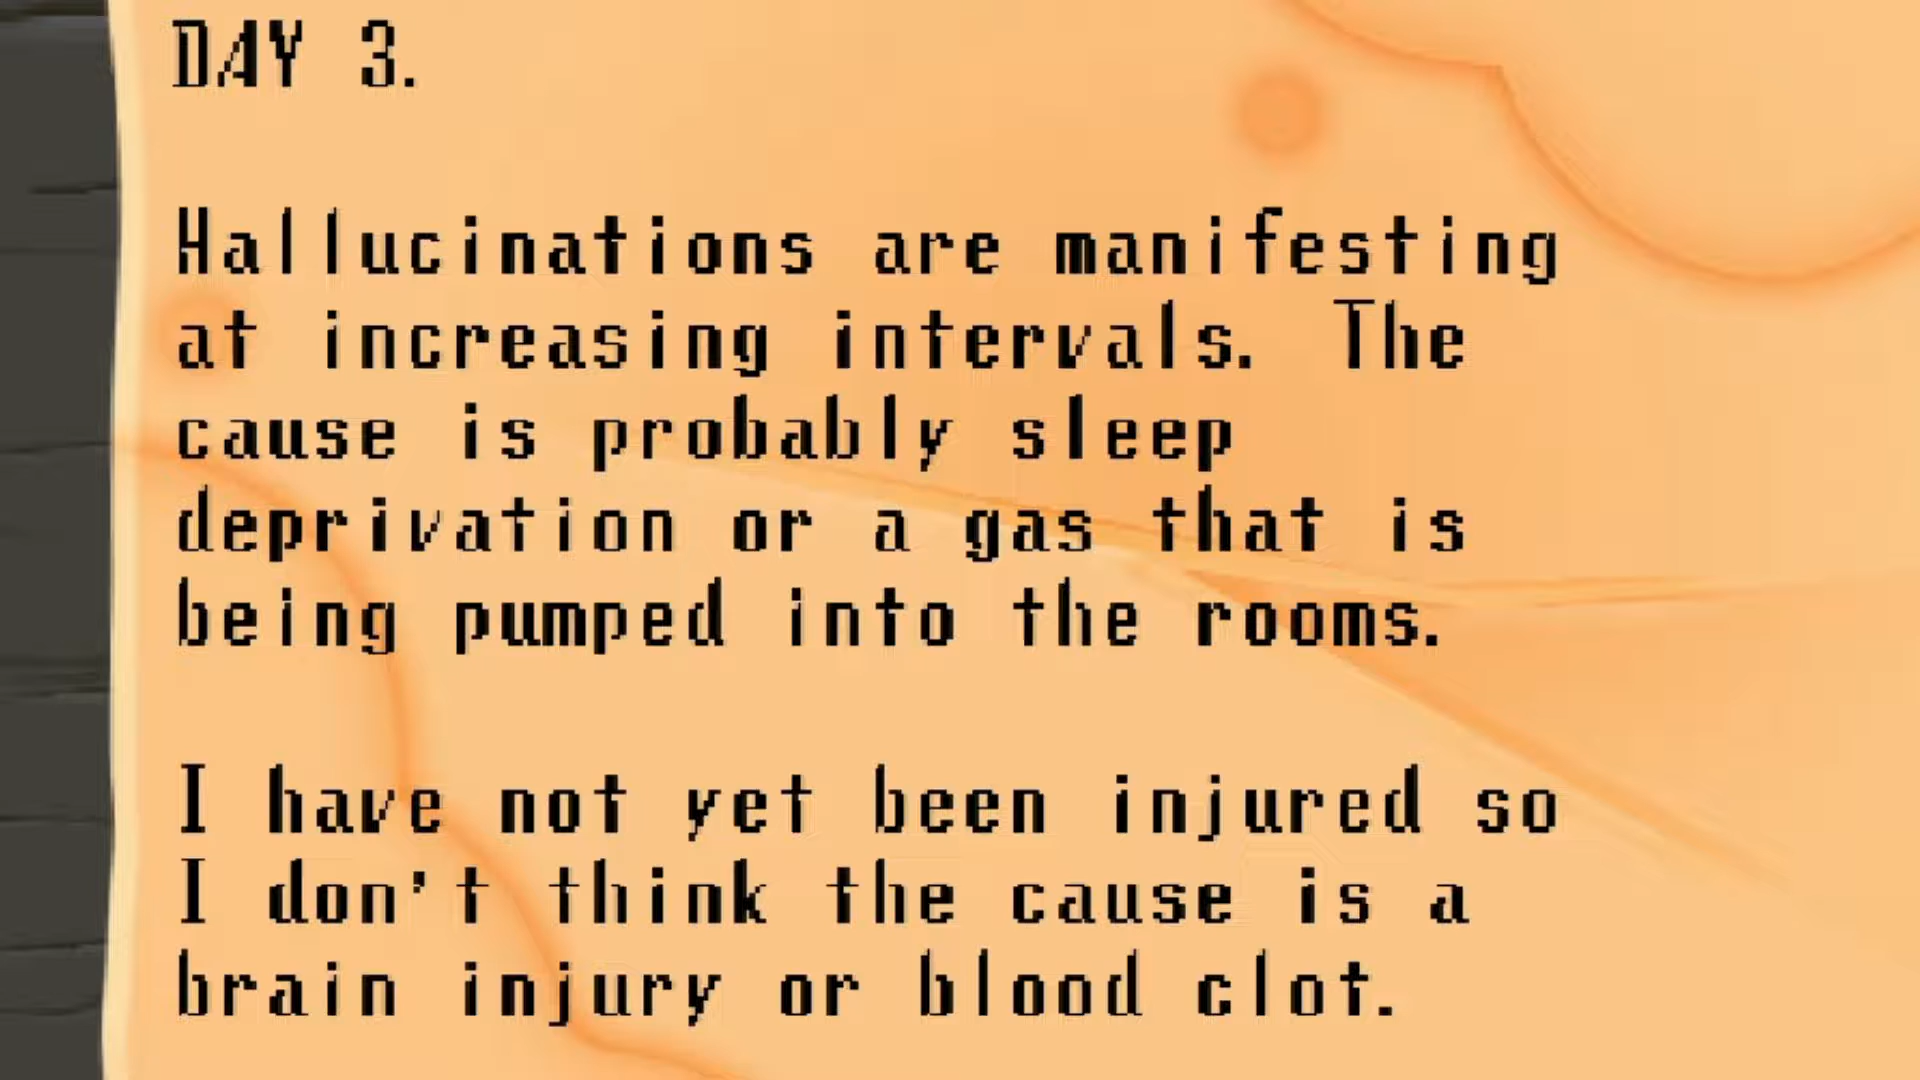 DAY 3.
Hallucinations are manifesting
at increasing intervals. The
cause is probably sleep
deprivation or a gas that is
being pumped into the rooms.
I have not yet been injured so
I don't think the cause is a
brain injury or blood clot.